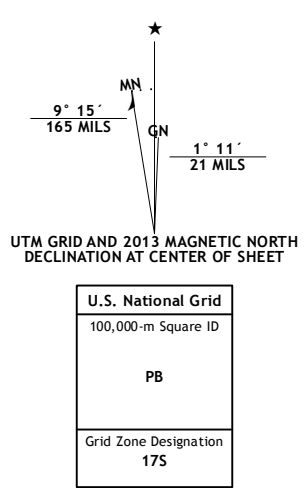 ★
MN
9° 15´
165 MILS
GN
1° 11´
21 MILS
UTM GRID AND 2013 MAGNETIC NORTH
DECLINATION AT CENTER OF SHEET
U.S. National Grid
100,000-m Square ID
PB
Grid Zone Designation
17S